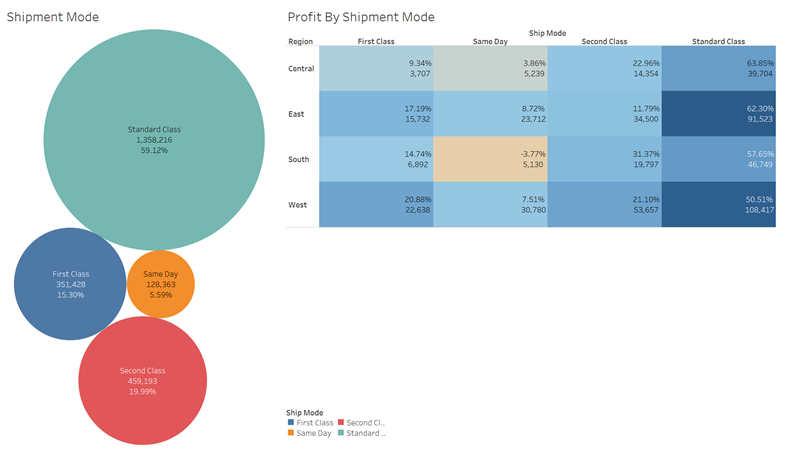 Shipment Mode
Standard Class
1,358,216
59.12%
First Class
351,428
15.30%
Same Day
128,363
5.59%
Second Class
459,193
19.99%
Profit By Shipment Mode
Ship Mode
Region First Class Same Day Second Class Standard Class
Central 9.34% 3.86% 22.96% 63.85%
3,707 5,239 14,354 39,704
East 17.19% 8.72% 11.79% 62.30%
15,732 23,712 34,500 91,523
South 14.74% -3.77% 31.37% 57.65%
6,892 5,130 19,797 46,749
West 20.88% 7.51% 21.10% 50.51%
22,638 30,780 53,657 108,417
Ship Mode
First Class Second Cl..
Same Day Standard ..